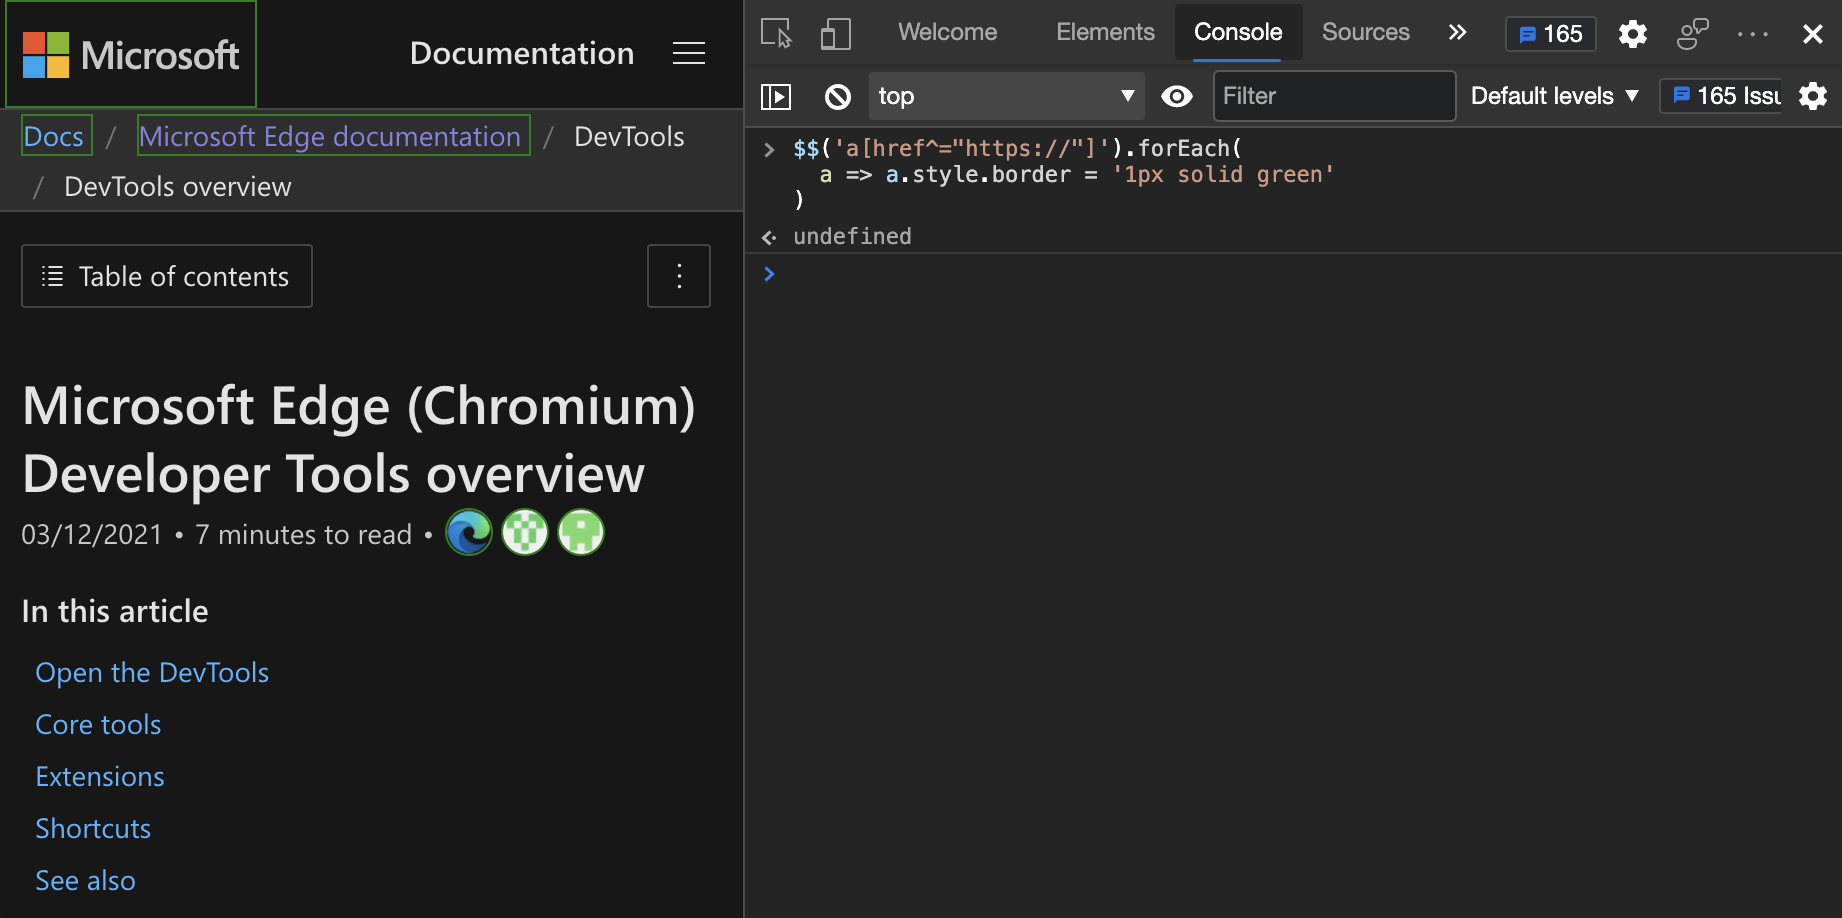 Microsoft
Documentation
Docs / Microsoft Edge documentation / DevTools
/ DevTools overview
Table of contents
Microsoft Edge (Chromium)
Developer Tools overview
03/12/2021 • 7 minutes to read •
In this article
Open the DevTools
Core tools
Extensions
Shortcuts
See also
Welcome Elements Console Sources » 165
top Filter Default levels 165 Issu
> $$('a[href^="https://"]').forEach(
a => a.style.border = '1px solid green'
)
undefined
>